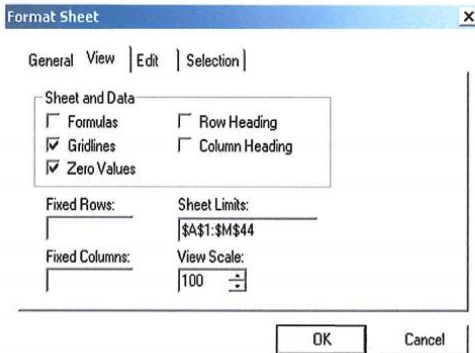 Format Sheet
General View Edit Selection
Sheet and Data
Formulas Row Heading
Gridlines Column Heading
Zero Values
Fixed Rows: Sheet Limits:
$A$1:$M$44
Fixed Columns: View Scale:
100
OK Cancel